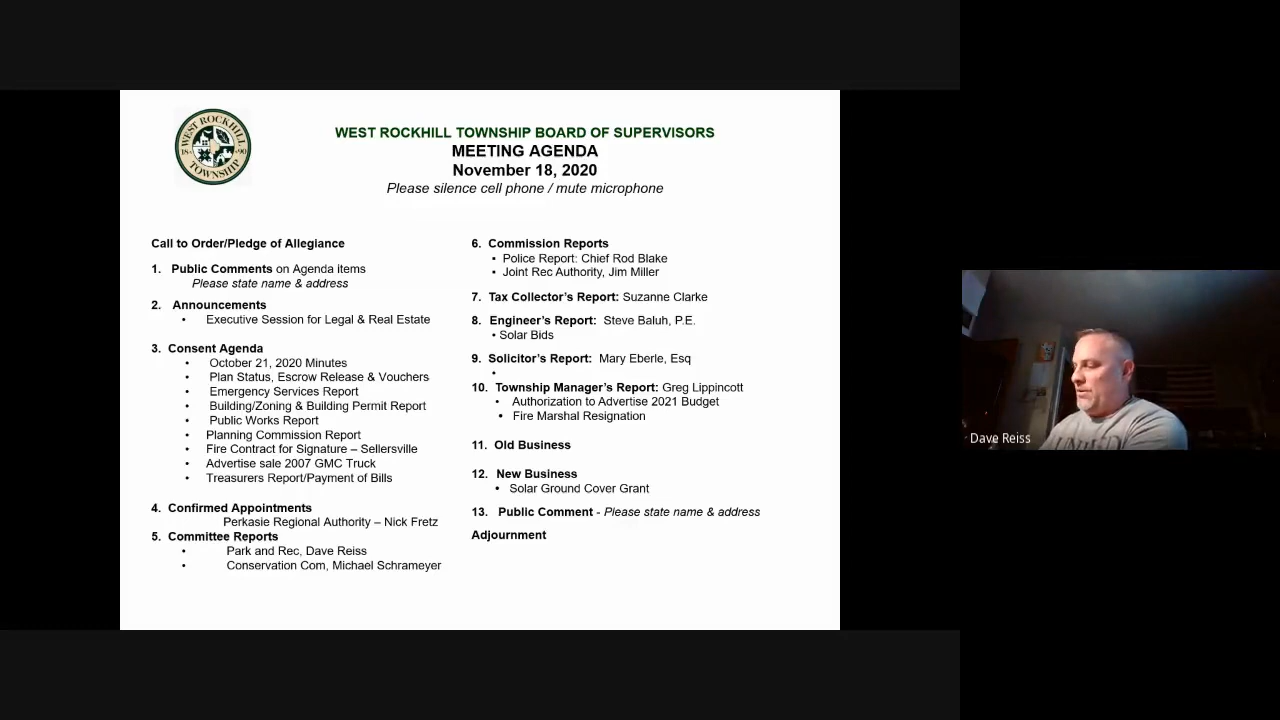 WEST ROCKHILL
18 90
TOWNSHIP
WEST ROCKHILL TOWNSHIP BOARD OF SUPERVISORS
MEETING AGENDA
November 18, 2020
Please silence cell phone / mute microphone
Call to Order/Pledge of Allegiance
1. Public Comments on Agenda items
Please state name & address
2. Announcements
• Executive Session for Legal & Real Estate
3. Consent Agenda
• October 21, 2020 Minutes
• Plan Status, Escrow Release & Vouchers
• Emergency Services Report
• Building/Zoning & Building Permit Report
• Public Works Report
• Planning Commission Report
• Fire Contract for Signature – Sellersville
• Advertise sale 2007 GMC Truck
• Treasurers Report/Payment of Bills
4. Confirmed Appointments
Perkasie Regional Authority – Nick Fretz
5. Committee Reports
• Park and Rec, Dave Reiss
• Conservation Com, Michael Schrameyer
6. Commission Reports
• Police Report: Chief Rod Blake
• Joint Rec Authority, Jim Miller
7. Tax Collector's Report: Suzanne Clarke
8. Engineer's Report: Steve Baluh, P.E.
• Solar Bids
9. Solicitor's Report: Mary Eberle, Esq
•
10. Township Manager's Report: Greg Lippincott
• Authorization to Advertise 2021 Budget
• Fire Marshal Resignation
11. Old Business
12. New Business
• Solar Ground Cover Grant
13. Public Comment - Please state name & address
Adjournment
Dave Reiss